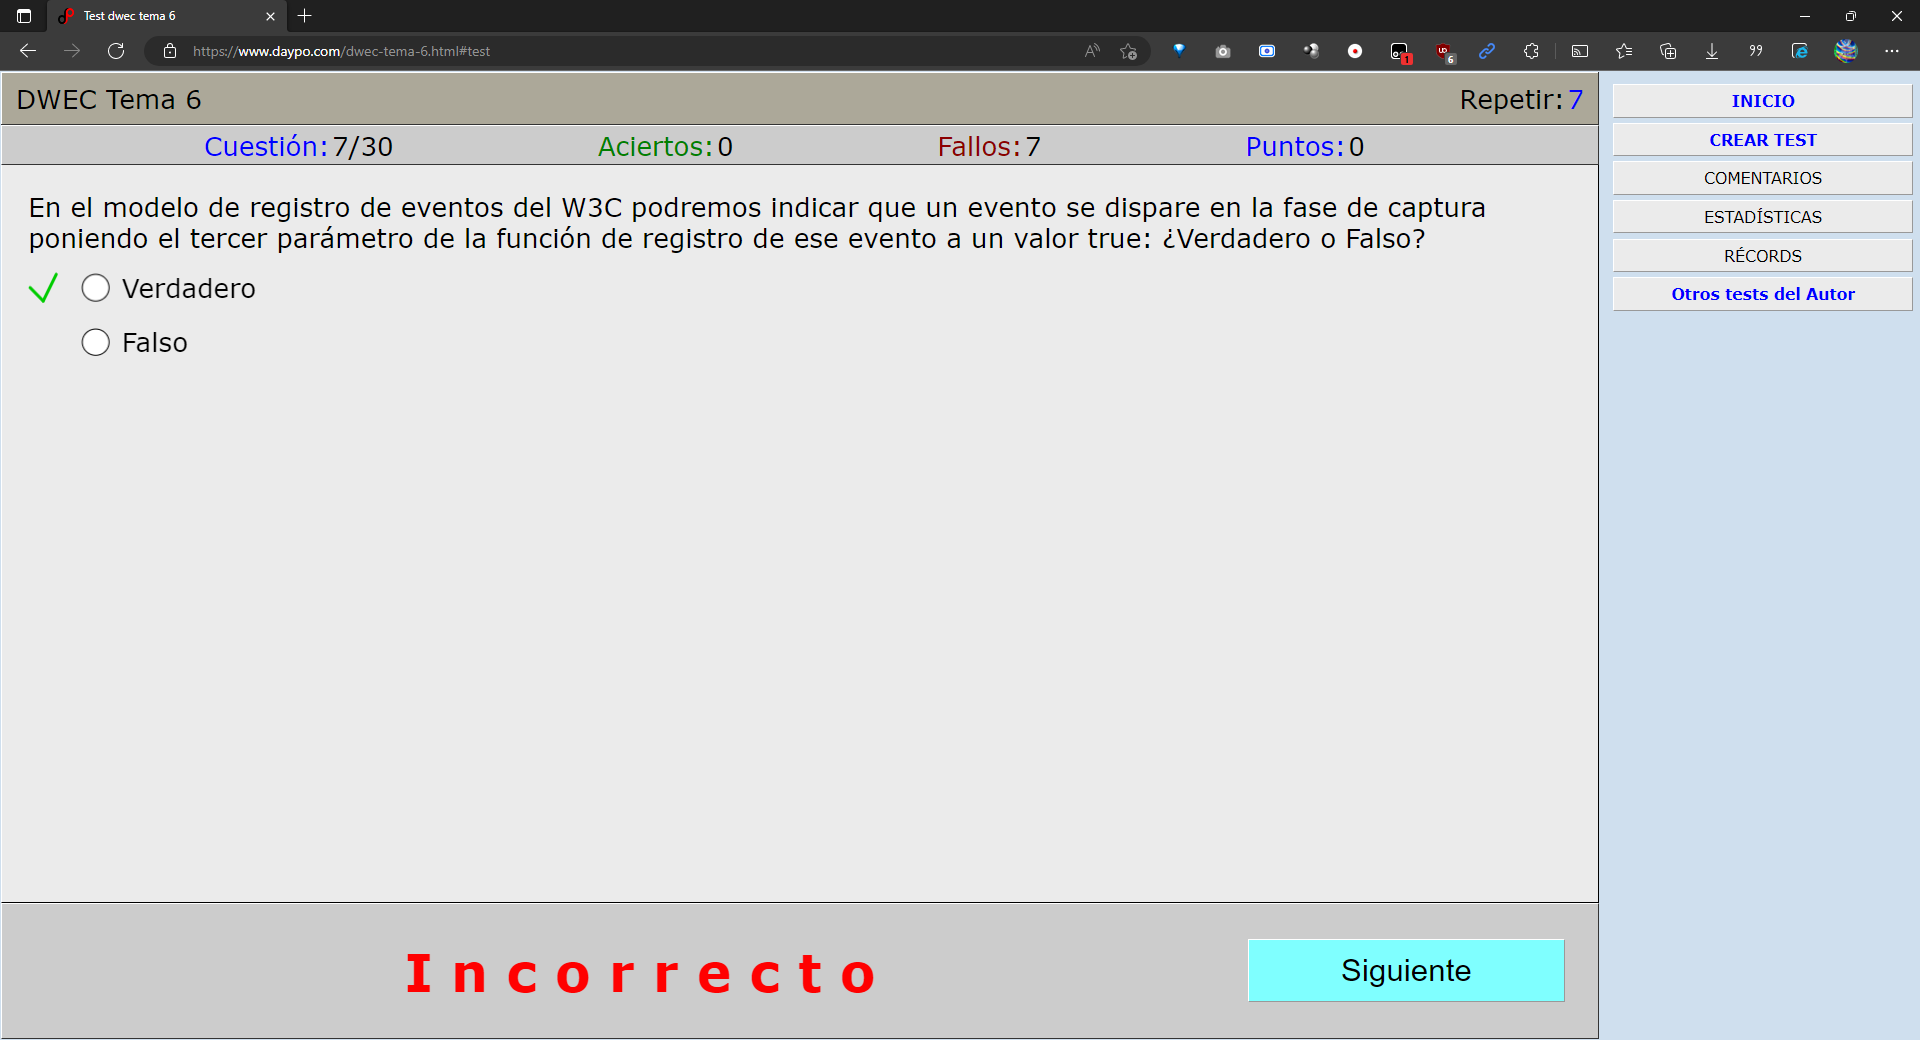 Test dwec tema 6
https://www.daypo.com/dwec-tema-6.html#test
1
6
DWEC Tema 6
Repetir: 7
Cuestión: 7/30
Aciertos: 0
Fallos: 7
Puntos: 0
En el modelo de registro de eventos del W3C podremos indicar que un evento se dispare en la fase de captura
poniendo el tercer parámetro de la función de registro de ese evento a un valor true: ¿Verdadero o Falso?
Verdadero
Falso
Incorrecto
Siguiente
INICIO
CREAR TEST
COMENTARIOS
ESTADÍSTICAS
RÉCORDS
Otros tests del Autor